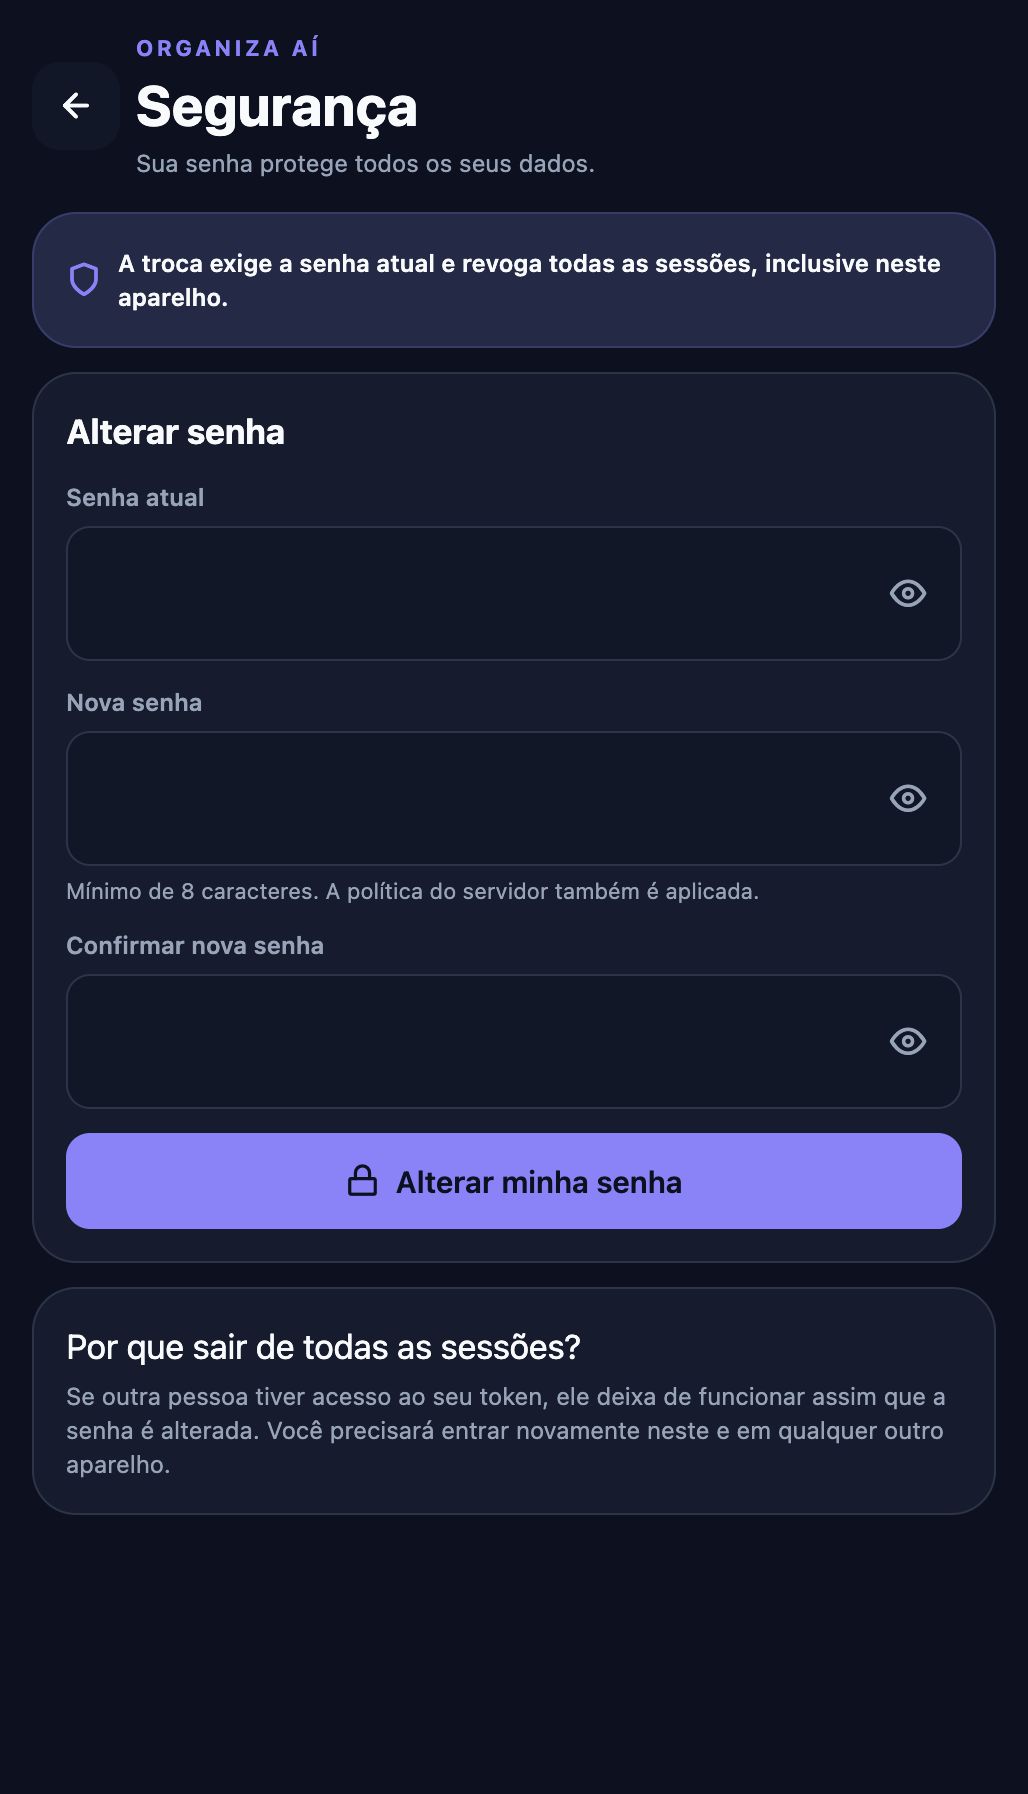 ORGANIZA AÍ
Segurança
Sua senha protege todos os seus dados.
A troca exige a senha atual e revoga todas as sessões, inclusive neste
aparelho.
Alterar senha
Senha atual
Nova senha
Mínimo de 8 caracteres. A política do servidor também é aplicada.
Confirmar nova senha
Alterar minha senha
Por que sair de todas as sessões?
Se outra pessoa tiver acesso ao seu token, ele deixa de funcionar assim que a
senha é alterada. Você precisará entrar novamente neste e em qualquer outro
aparelho.